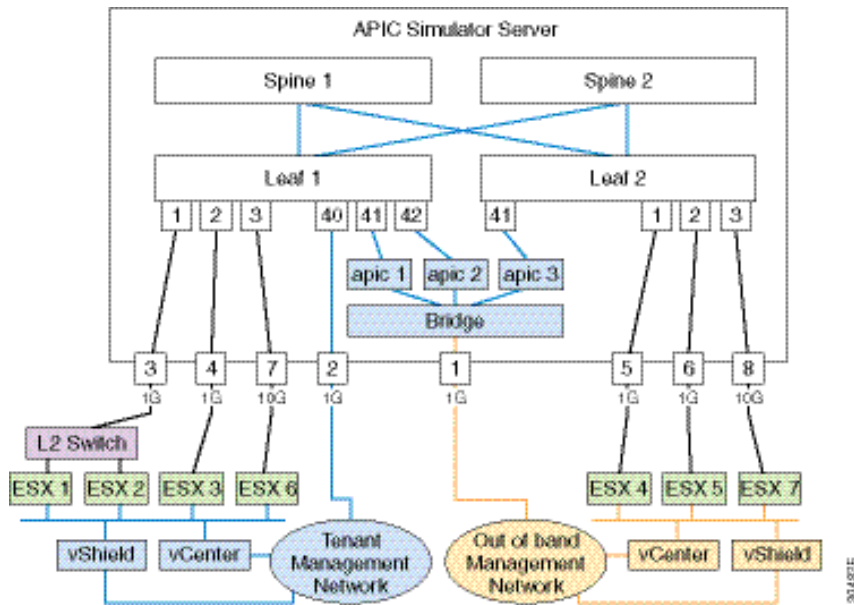 APIC Simulator Server
Spine 1
Spine 2
Leaf 1
Leaf 2
1 2 3 40 41 42 41 1 2 3
apic 1 apic 2 apic 3
Bridge
3 4 7 2 1 5 6 8
1G 1G 10G 1G 1G 1G 1G 10G
L2 Switch
ESX 1 ESX 2 ESX 3 ESX 6 ESX 4 ESX 5 ESX 7
vShield vCenter
Tenant
Management
Network
Out of band
Management
Network
vCenter vShield